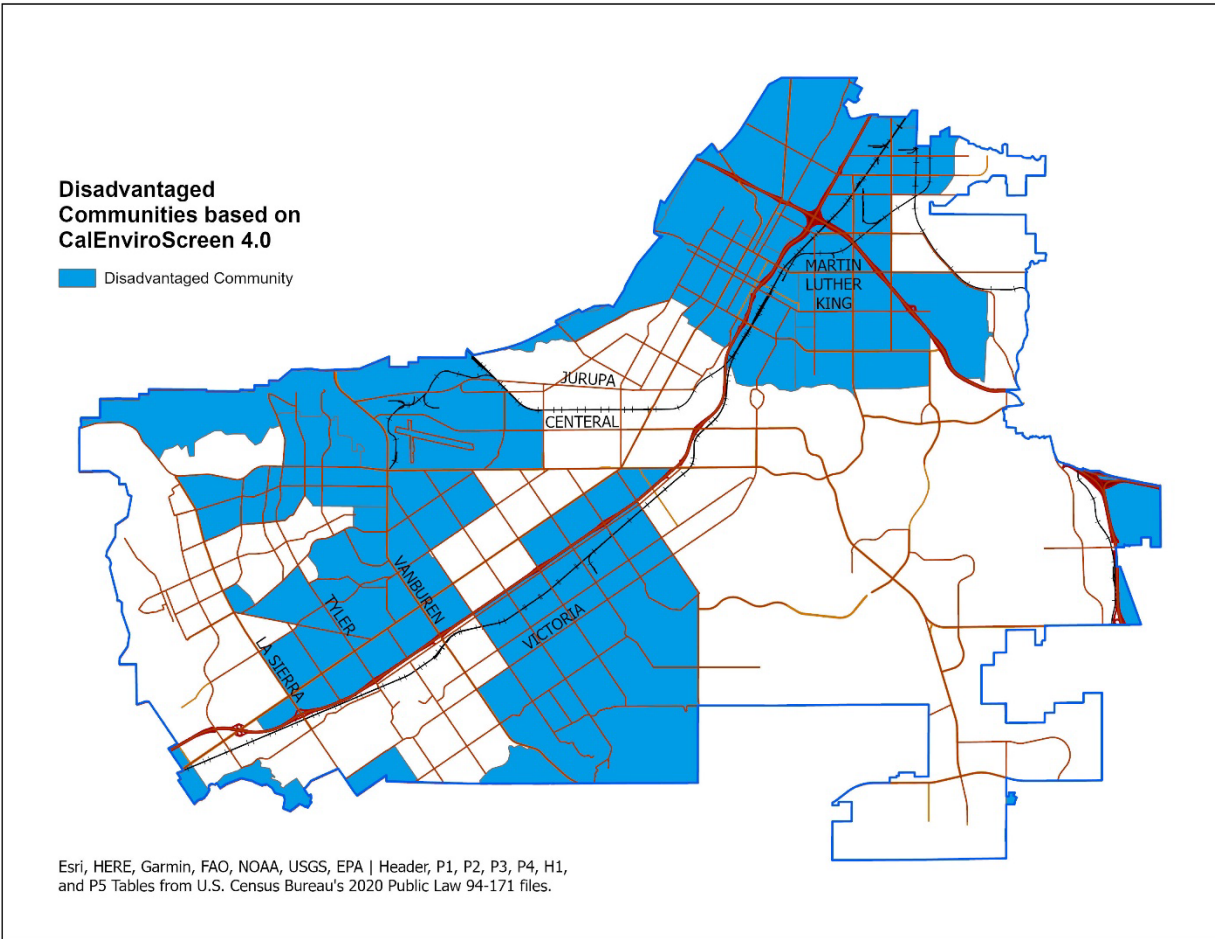 Disadvantaged
Communities based on
CalEnviroScreen 4.0
Disadvantaged Community
MARTIN
LUTHER
KING
JURUPA
CENTERAL
VANBUREN
TYLER
VICTORIA
LA SIERRA
Esri, HERE, Garmin, FAO, NOAA, USGS, EPA | Header, P1, P2, P3, P4, H1,
and P5 Tables from U.S. Census Bureau's 2020 Public Law 94-171 files.